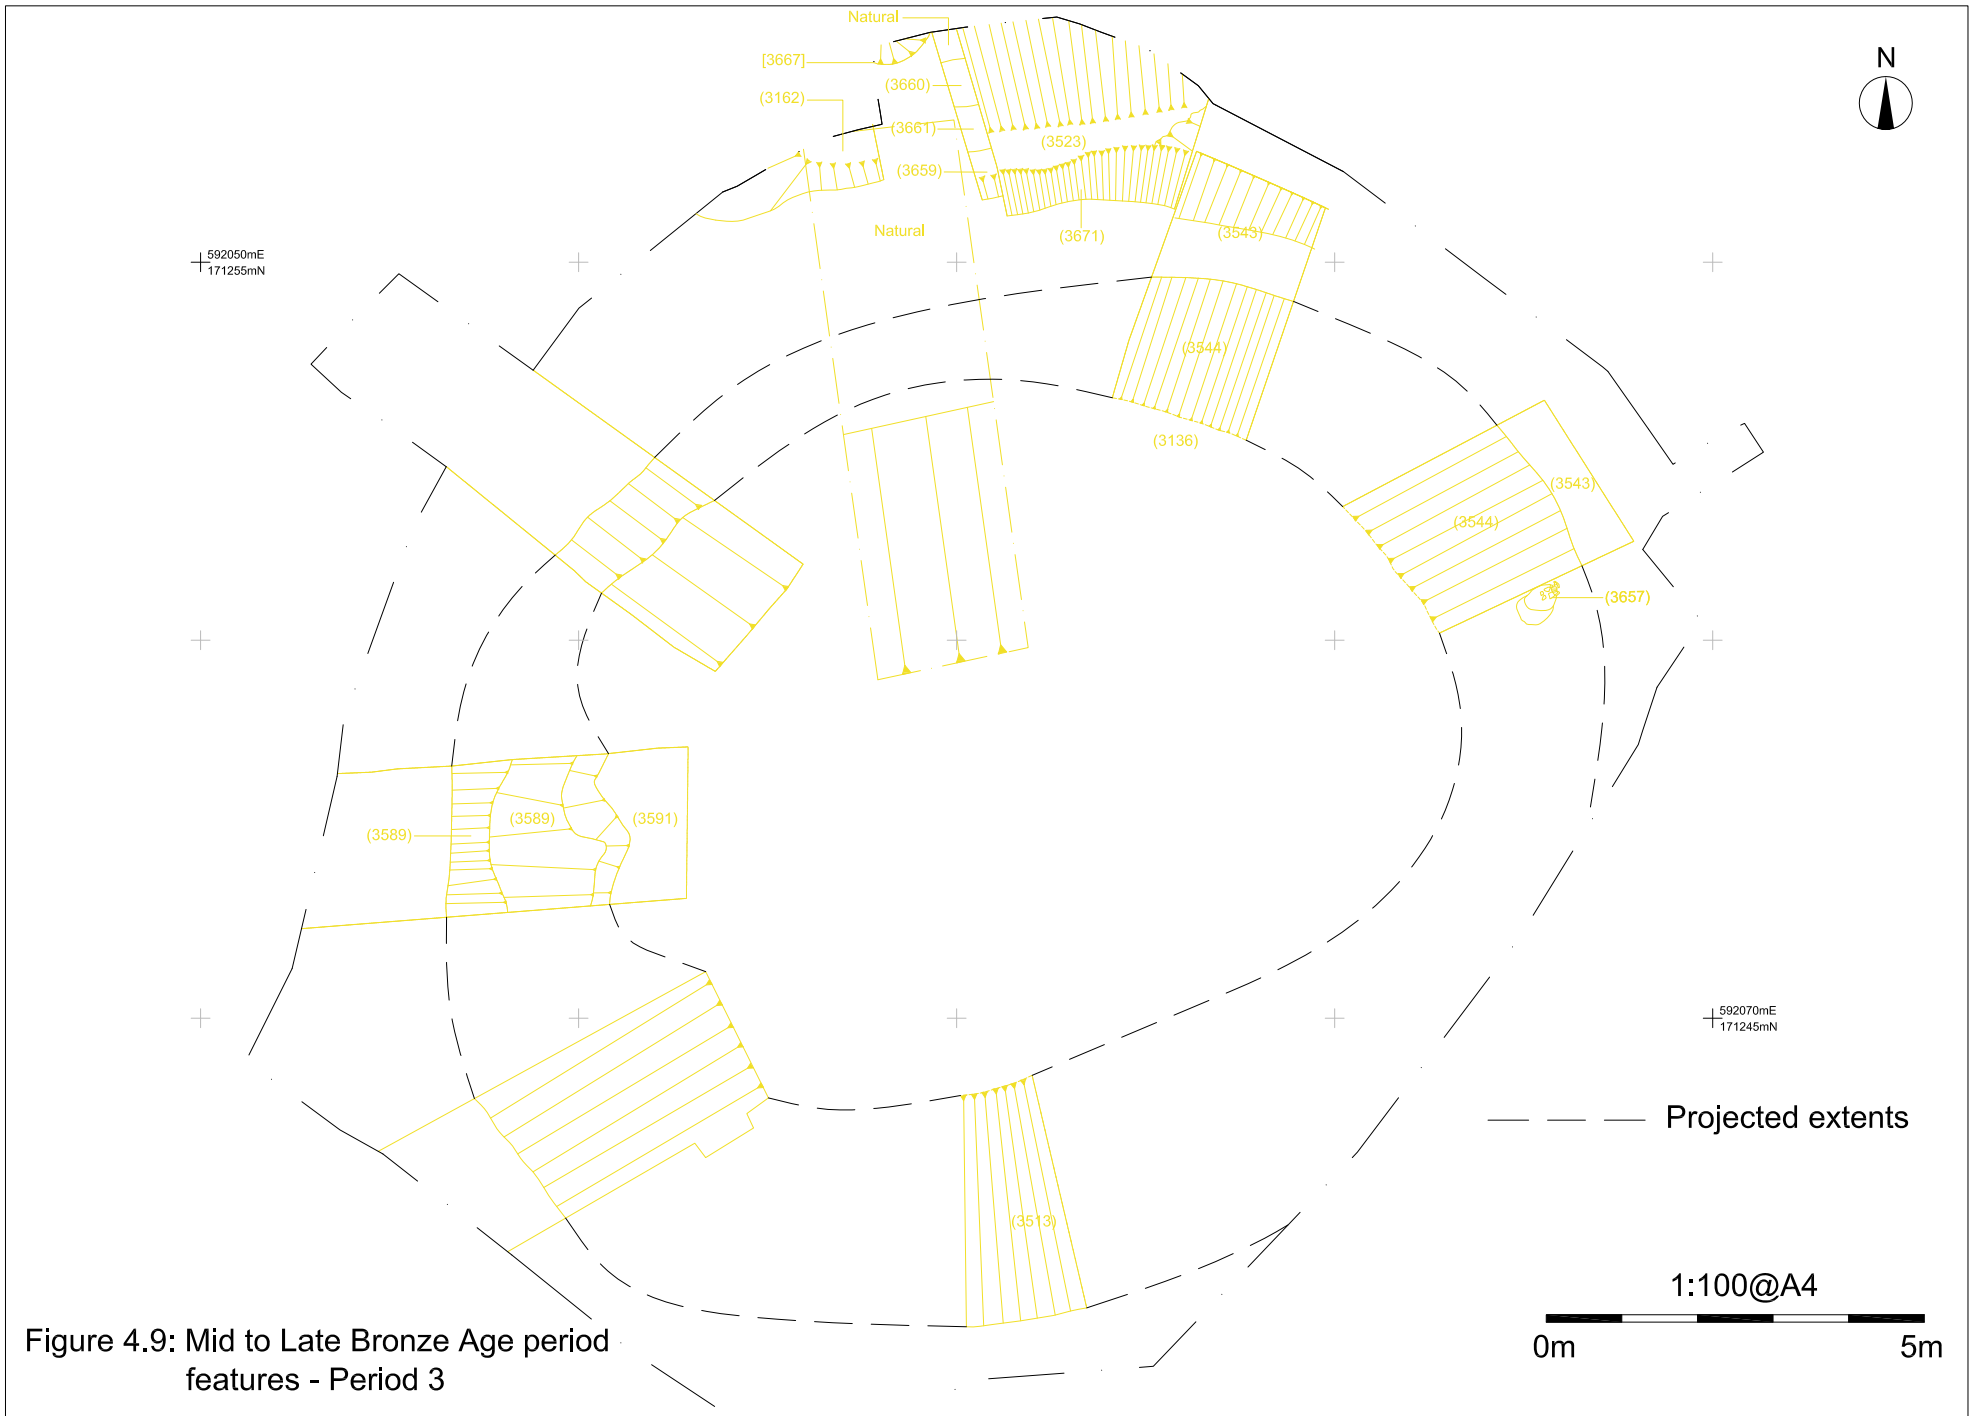 Natural
N
[3667]
(3660)
(3162)
(3661)
(3523)
(3659)
Natural
(3671)
(3543)
592050mE
171255mN
(3544)
(3136)
(3543)
(3544)
(3657)
(3589)
(3589)
(3591)
592070mE
171245mN
Projected extents
(3513)
1:100@A4
0m
5m
Figure 4.9: Mid to Late Bronze Age period
features - Period 3